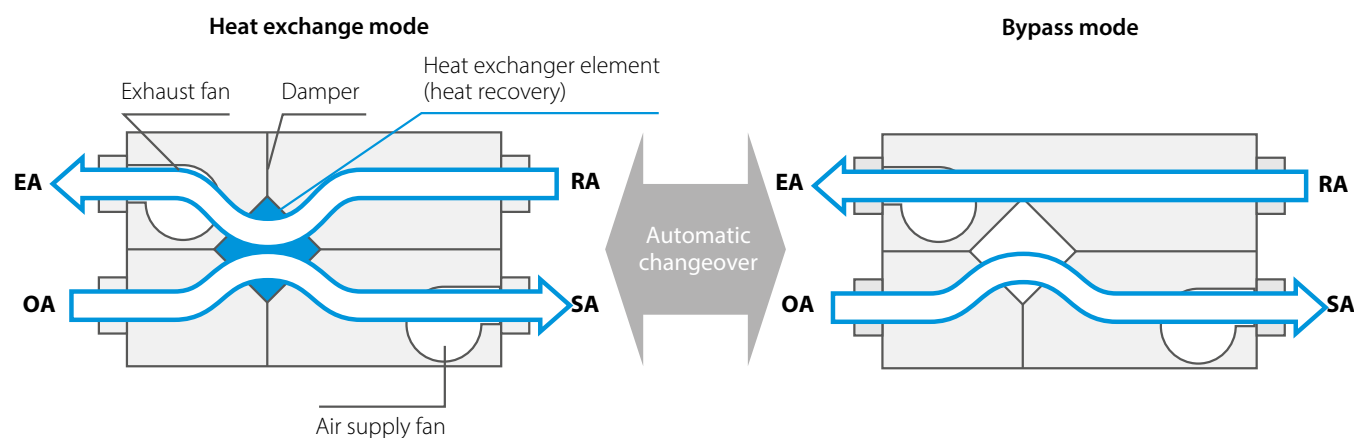 Heat exchange mode
Bypass mode
Heat exchanger element
(heat recovery)
Exhaust fan
Damper
EA
RA
EA
RA
Automatic
changeover
OA
SA
OA
SA
Air supply fan